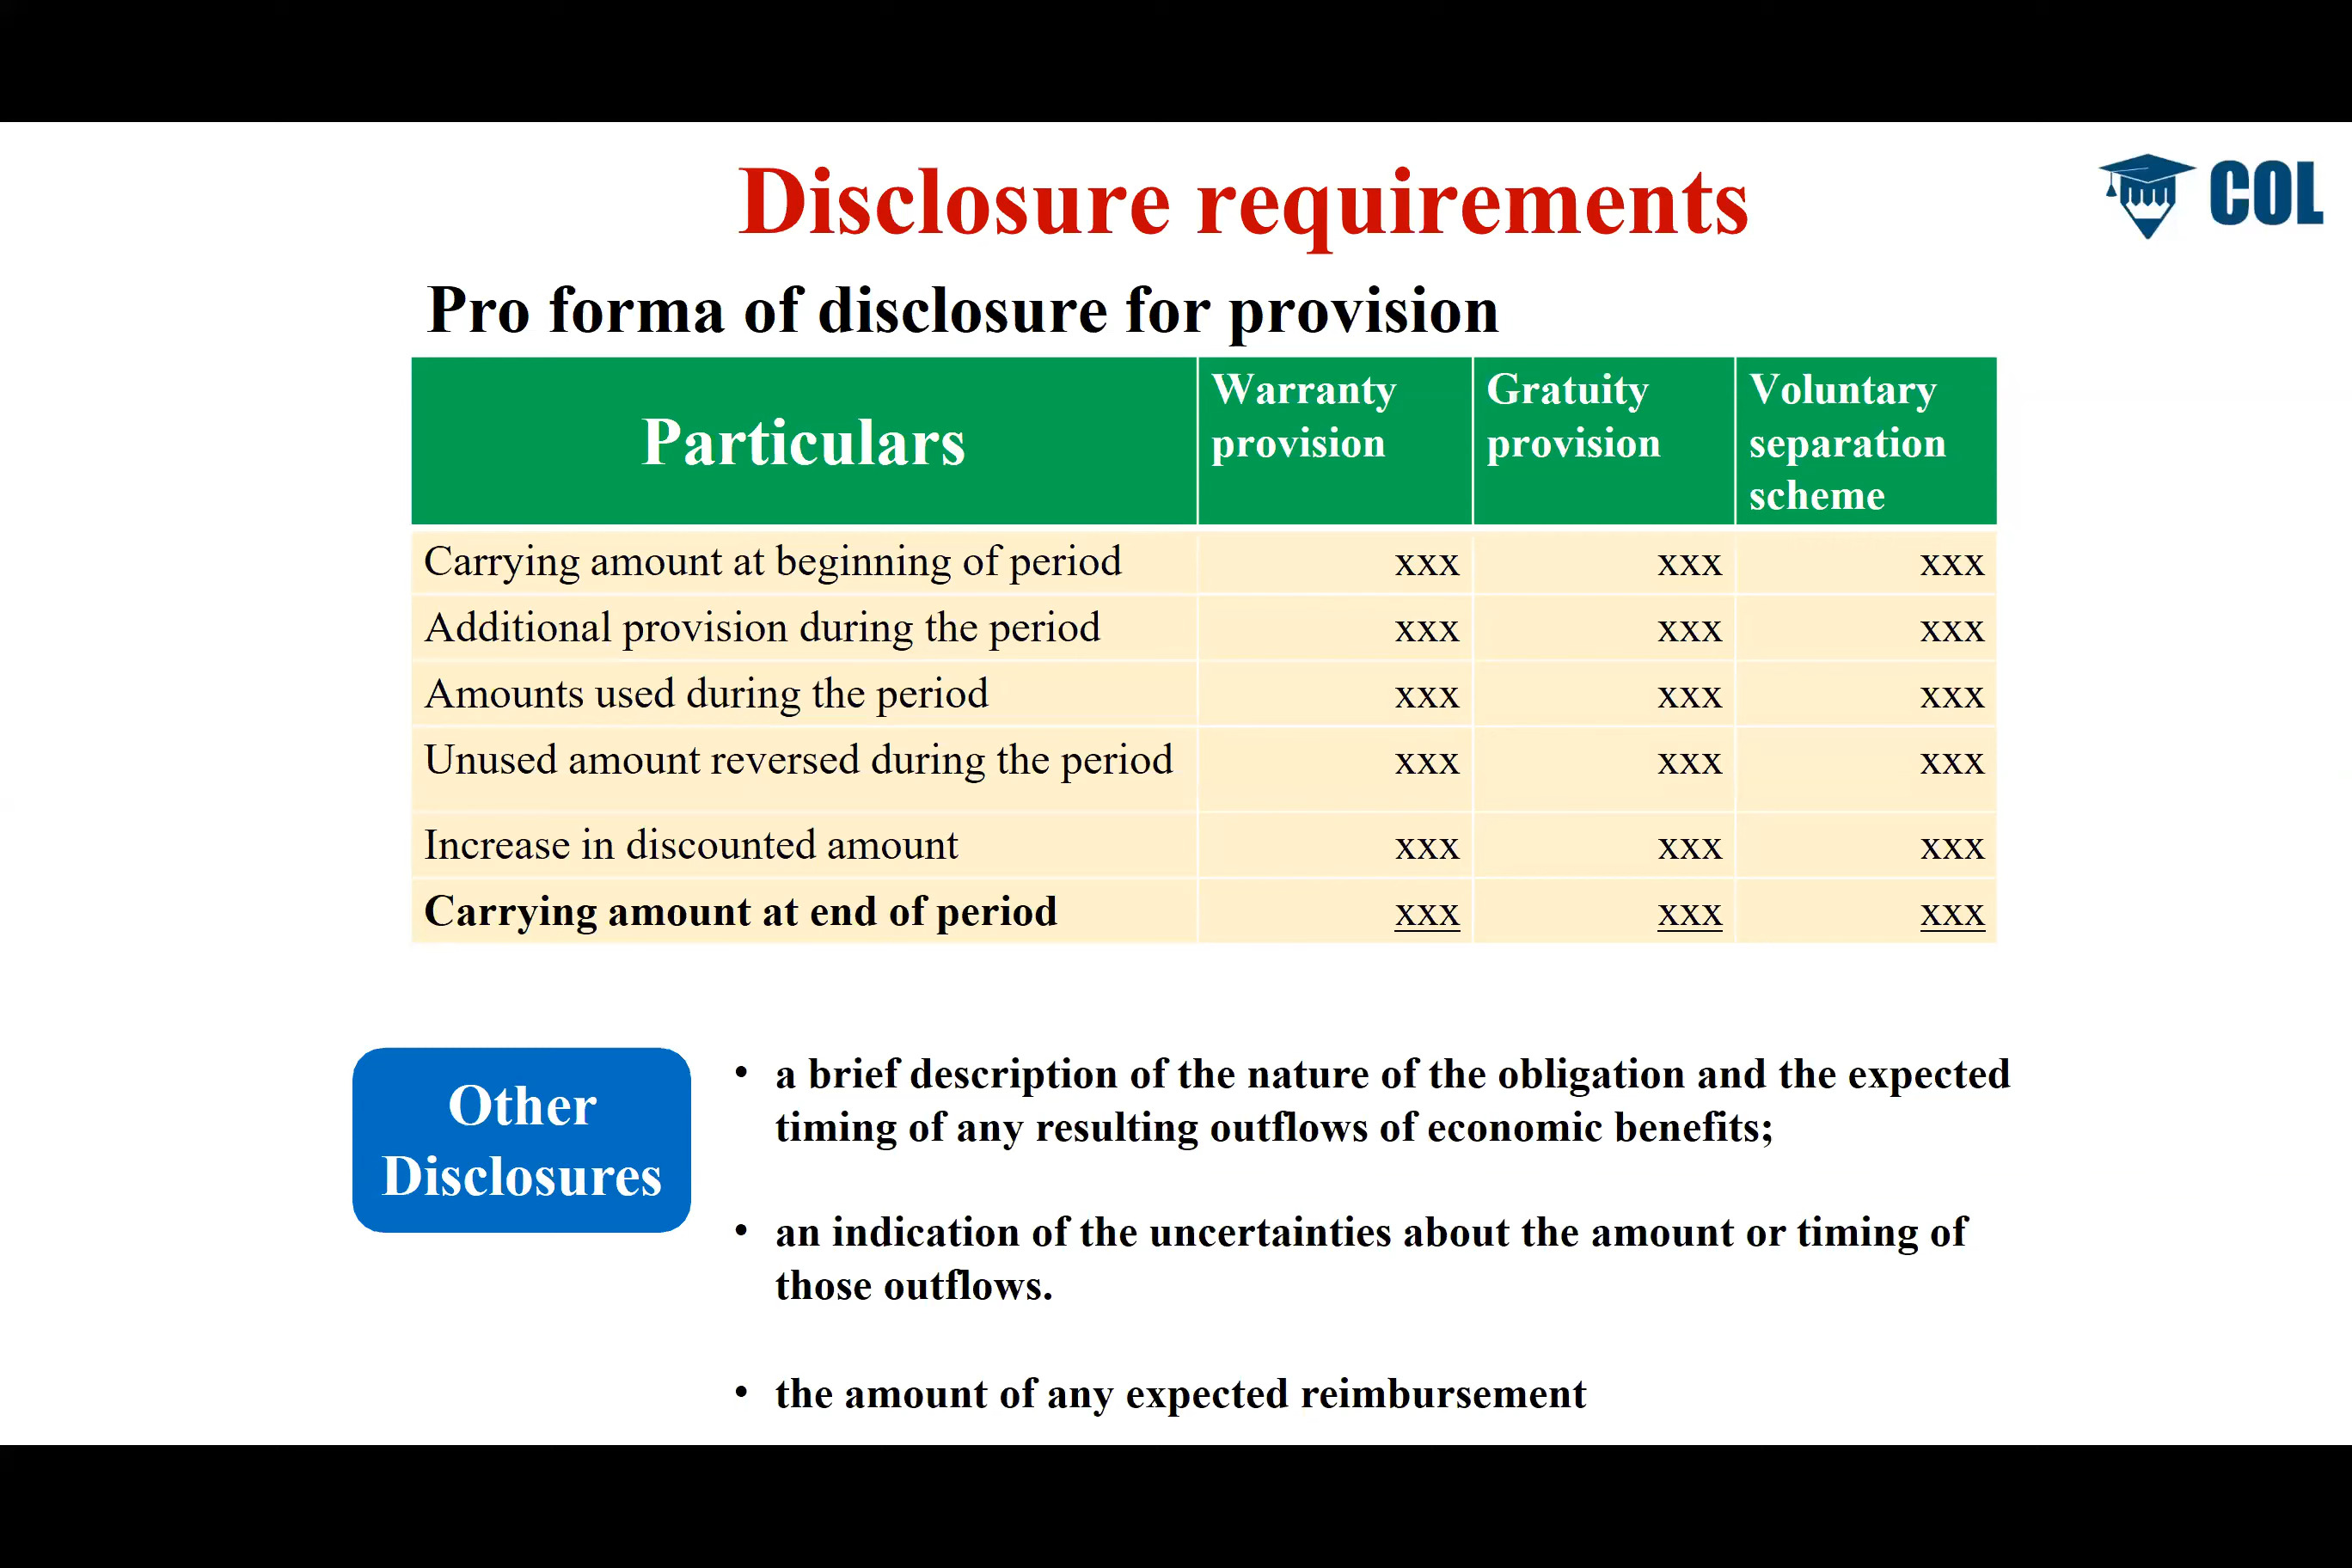 Disclosure requirements
COL
Pro forma of disclosure for provision
Particulars
Warranty provision
Gratuity provision
Voluntary separation scheme
Carrying amount at beginning of period xxx xxx xxx
Additional provision during the period xxx xxx xxx
Amounts used during the period xxx xxx xxx
Unused amount reversed during the period xxx xxx xxx
Increase in discounted amount xxx xxx xxx
Carrying amount at end of period xxx xxx xxx
Other
Disclosures
• a brief description of the nature of the obligation and the expected
timing of any resulting outflows of economic benefits;
• an indication of the uncertainties about the amount or timing of
those outflows.
• the amount of any expected reimbursement